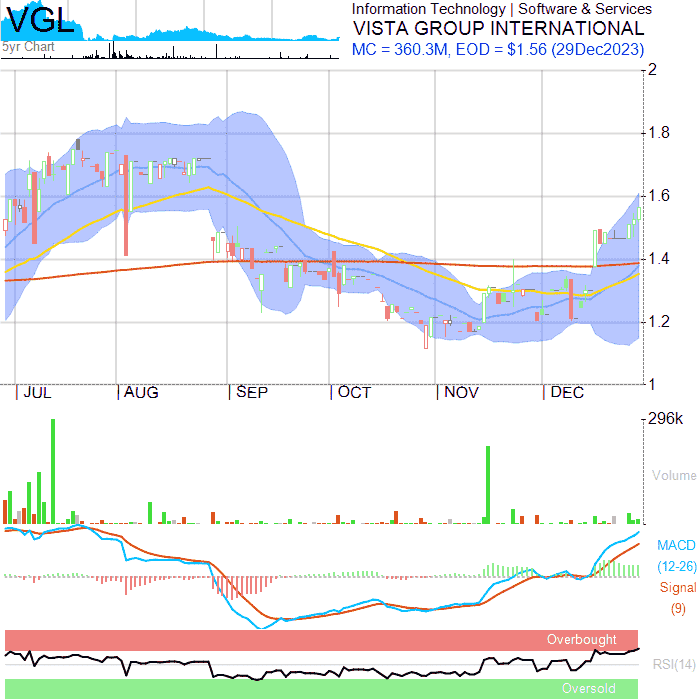 VGL
5yr Chart
Information Technology | Software & Services
VISTA GROUP INTERNATIONAL
MC = 360.3M, EOD = $1.56 (29Dec2023)
2
1.8
1.6
1.4
1.2
1
JUL AUG SEP OCT NOV DEC
296k
Volume
MACD
(12-26)
Signal
(9)
Overbought
RSI(14)
Oversold